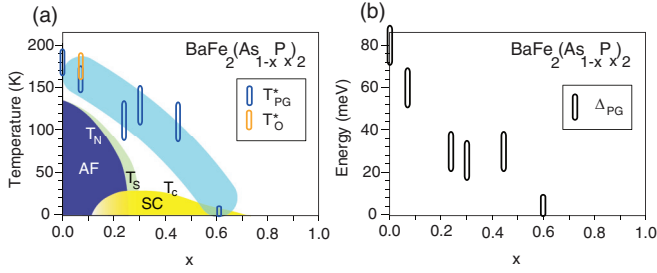 (a)
BaFe2(As1-xPx)2
T*PG
T*O
TN
AF
TS
Tc
SC
200
150
100
50
0
Temperature (K)
0.0 0.2 0.4 0.6 0.8 1.0
x
(b)
BaFe2(As1-xPx)2
ΔPG
80
60
40
20
0
Energy (meV)
0.0 0.2 0.4 0.6 0.8 1.0
x